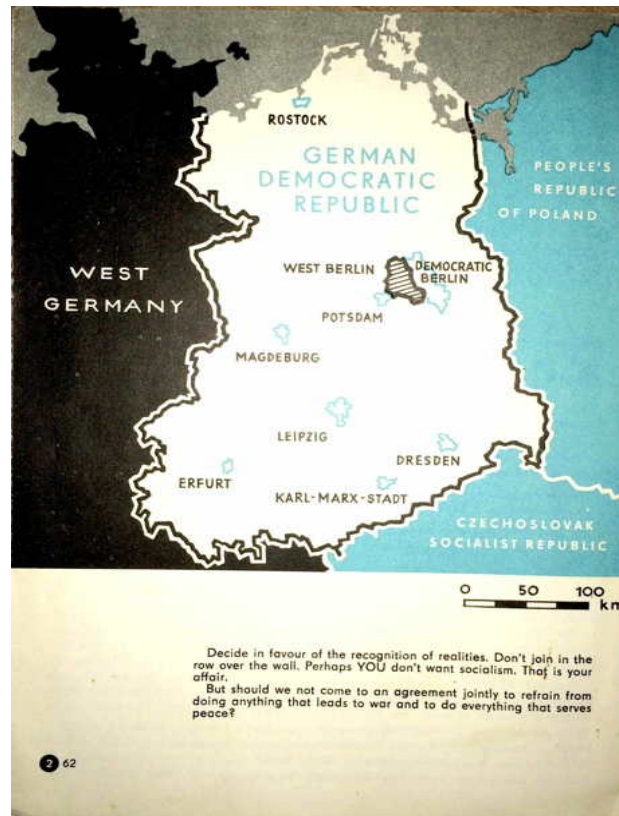 ROSTOCK
GERMAN
DEMOCRATIC
REPUBLIC
PEOPLE'S
REPUBLIC
OF POLAND
WEST
GERMANY
WEST BERLIN
DEMOCRATIC
BERLIN
POTSDAM
MAGDEBURG
LEIPZIG
DRESDEN
ERFURT
KARL-MARX-STADT
CZECHOSLOVAK
SOCIALIST REPUBLIC
0 50 100
km
Decide in favour of the recognition of realities. Don't join in the
row over the wall. Perhaps YOU don't want socialism. That is your
affair.
But should we not come to an agreement jointly to refrain from
doing anything that leads to war and to do everything that serves
peace?
2 62